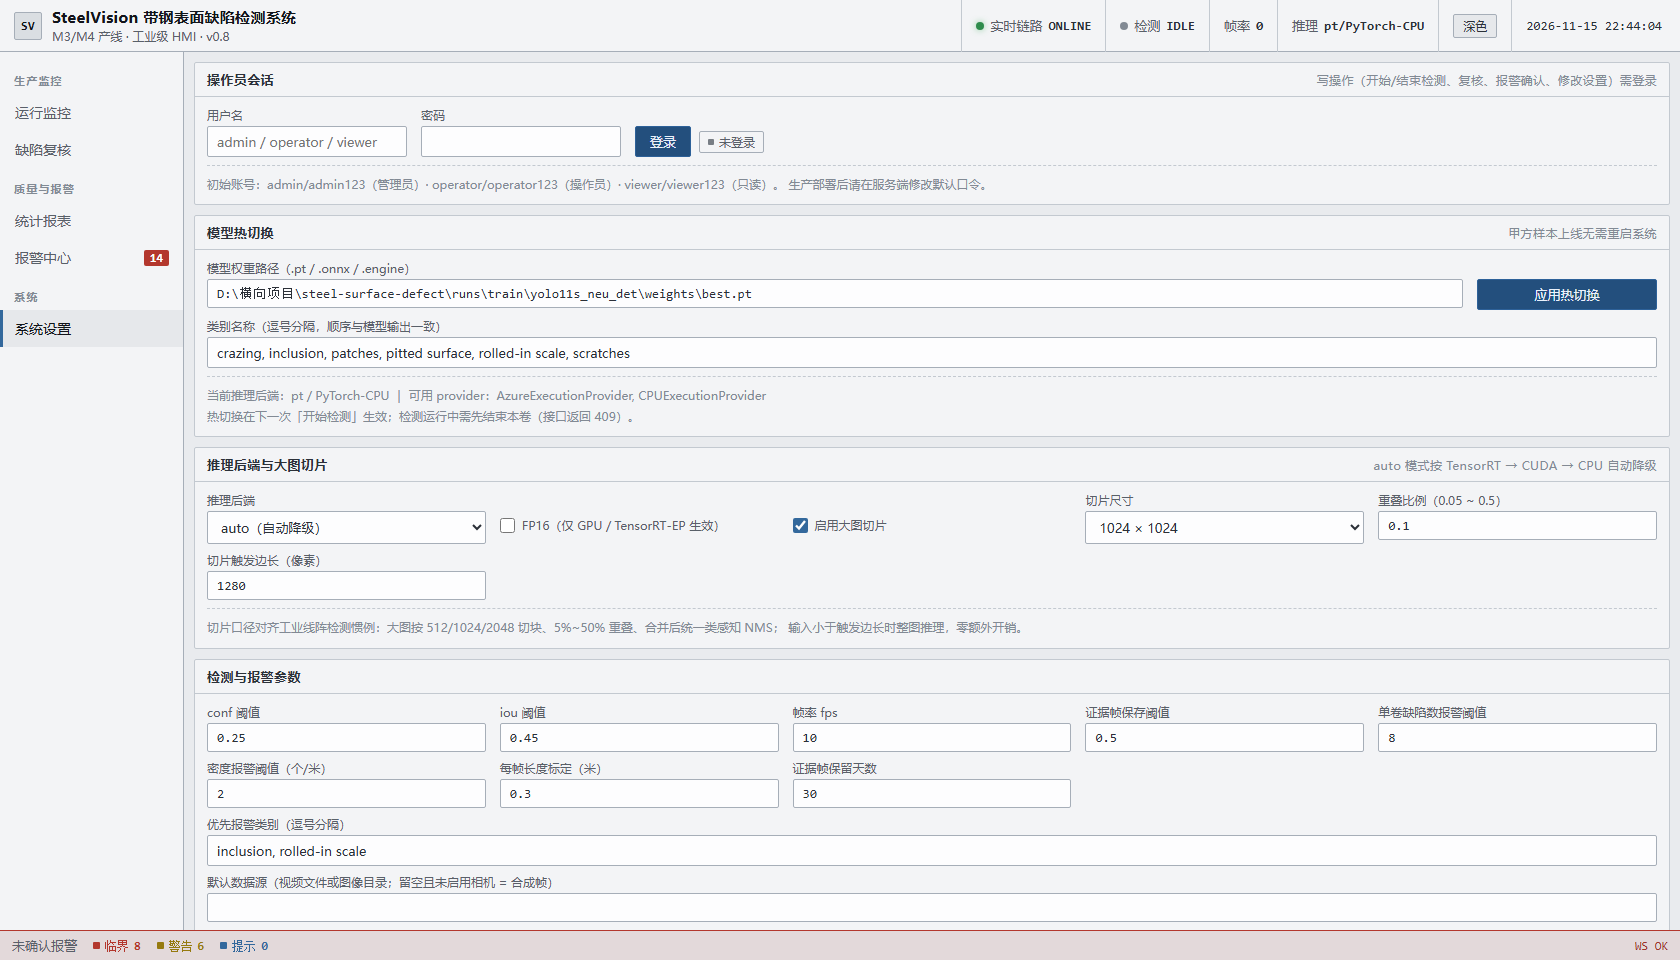 SV
SteelVision 带钢表面缺陷检测系统
M3/M4 产线 · 工业级 HMI · v0.8
实时链路 ONLINE
检测 IDLE
帧率 0
推理 pt/PyTorch-CPU
深色
2026-11-15 22:44:04
生产监控
运行监控
缺陷复核
质量与报警
统计报表
报警中心 14
系统
系统设置
操作员会话
写操作（开始/结束检测、复核、报警确认、修改设置）需登录
用户名
密码
admin / operator / viewer
登录
未登录
初始账号：admin/admin123（管理员）· operator/operator123（操作员）· viewer/viewer123（只读）。 生产部署后请在服务端修改默认口令。
模型热切换
甲方样本上线无需重启系统
模型权重路径（.pt / .onnx / .engine）
D:\横向项目\steel-surface-defect\runs\train\yolo11s_neu_det\weights\best.pt
应用热切换
类别名称（逗号分隔，顺序与模型输出一致）
crazing, inclusion, patches, pitted surface, rolled-in scale, scratches
当前推理后端：pt / PyTorch-CPU ｜ 可用 provider：AzureExecutionProvider, CPUExecutionProvider
热切换在下一次「开始检测」生效；检测运行中需先结束本卷（接口返回 409）。
推理后端与大图切片
auto 模式按 TensorRT → CUDA → CPU 自动降级
推理后端
auto（自动降级）
FP16（仅 GPU / TensorRT-EP 生效）
启用大图切片
切片尺寸
1024 × 1024
重叠比例（0.05 ~ 0.5）
0.1
切片触发边长（像素）
1280
切片口径对齐工业线阵检测惯例：大图按 512/1024/2048 切块、5%~50% 重叠、合并后统一类感知 NMS； 输入小于触发边长时整图推理，零额外开销。
检测与报警参数
conf 阈值
iou 阈值
帧率 fps
证据帧保存阈值
单卷缺陷数报警阈值
0.25
0.45
10
0.5
8
密度报警阈值（个/米）
每帧长度标定（米）
证据帧保留天数
2
0.3
30
优先报警类别（逗号分隔）
inclusion, rolled-in scale
默认数据源（视频文件或图像目录；留空且未启用相机 = 合成帧）
未确认报警
临界 8
警告 6
提示 0
WS OK